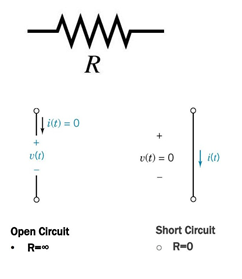 R
i(t) = 0
+
v(t)
−
+
v(t) = 0
i(t)
−
Open Circuit
• R=∞
Short Circuit
○ R=0